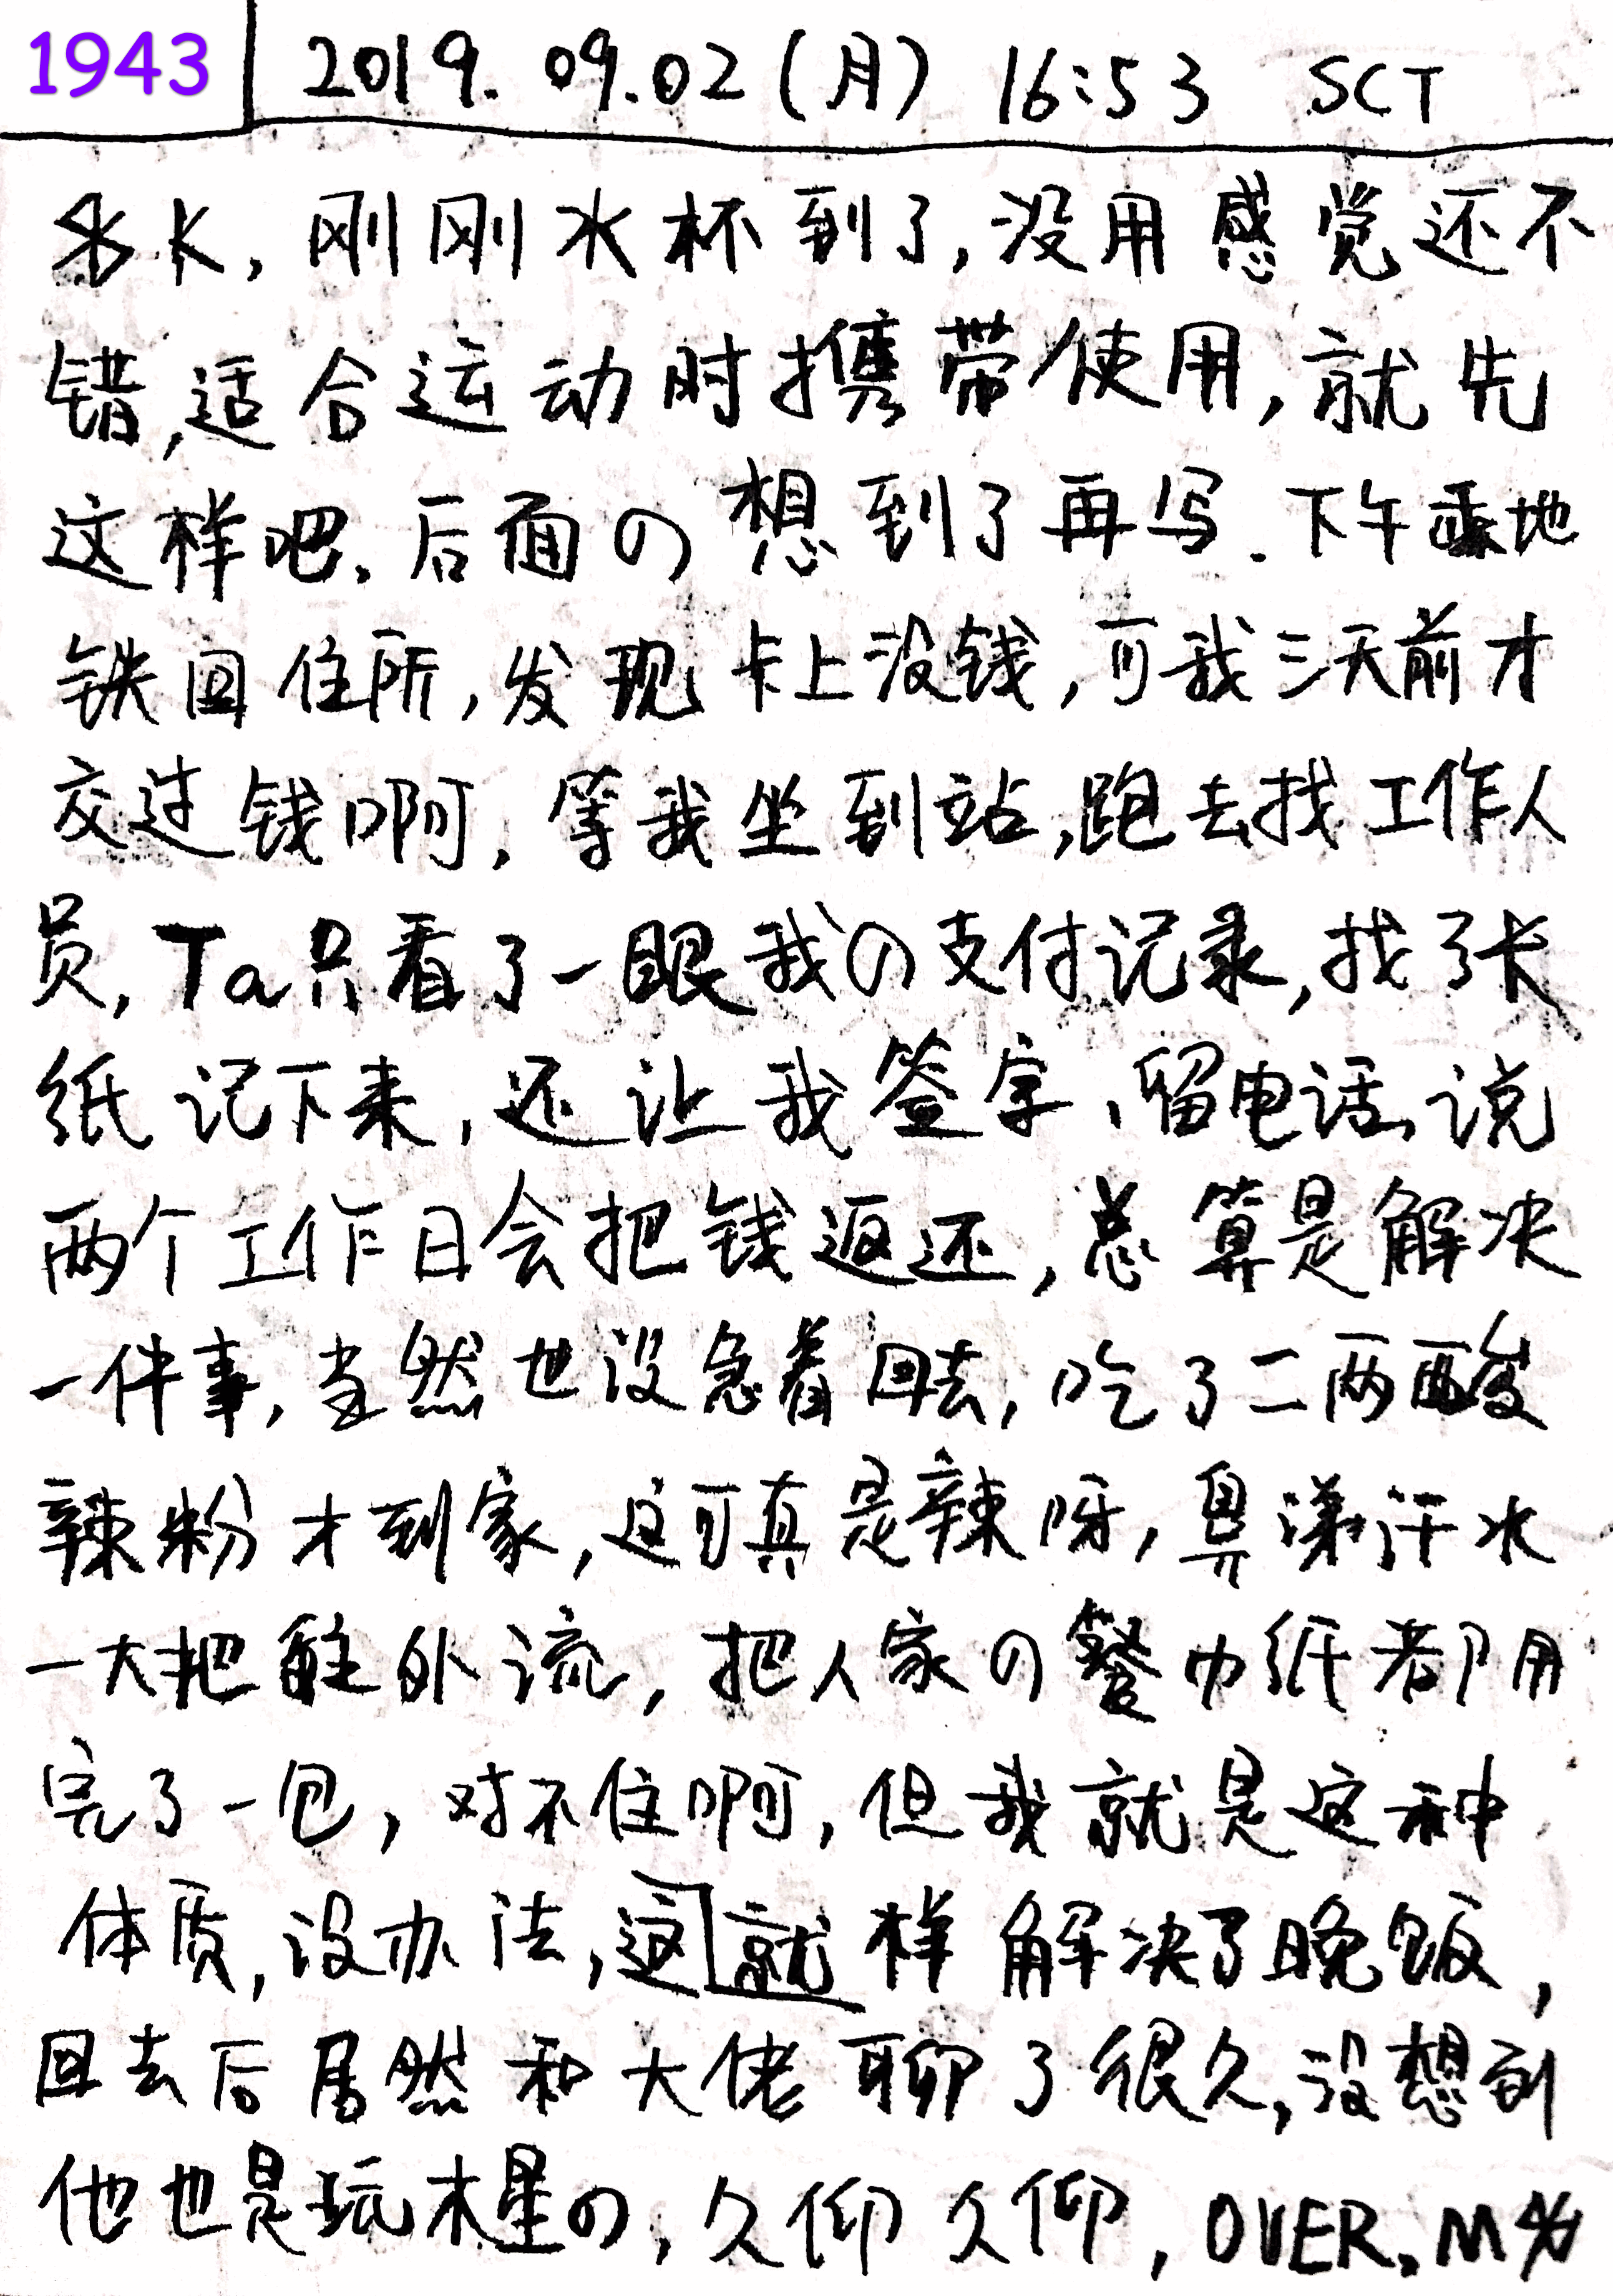 1943 2019.09.02(月) 16:53 SCT
K,刚刚水杯到了,没用感觉还不
错,适合运动时携带使用,就先
这样吧.后面の想到了再写.下午乘地
铁回住所,发现卡上没钱,可我三天前才
交过钱啊,等我坐到站,跑去找工作人
员,Ta只看了一眼我の支付记录,找了张
纸记下来,还让我签字、留电话,说
两个工作日会把钱返还,总算是解决
一件事,当然也没急着回去,吃了二两酸
辣粉才到家,这可真是辣呀,鼻涕汗水
一大把往外流,把人家の餐巾纸都用
完了一包,对不住啊,但我就是这种
体质,没办法,这就样解决了晚饭,
回去后居然和大佬聊了很久,没想到
他也是玩木星の,久仰久仰,OVER.M